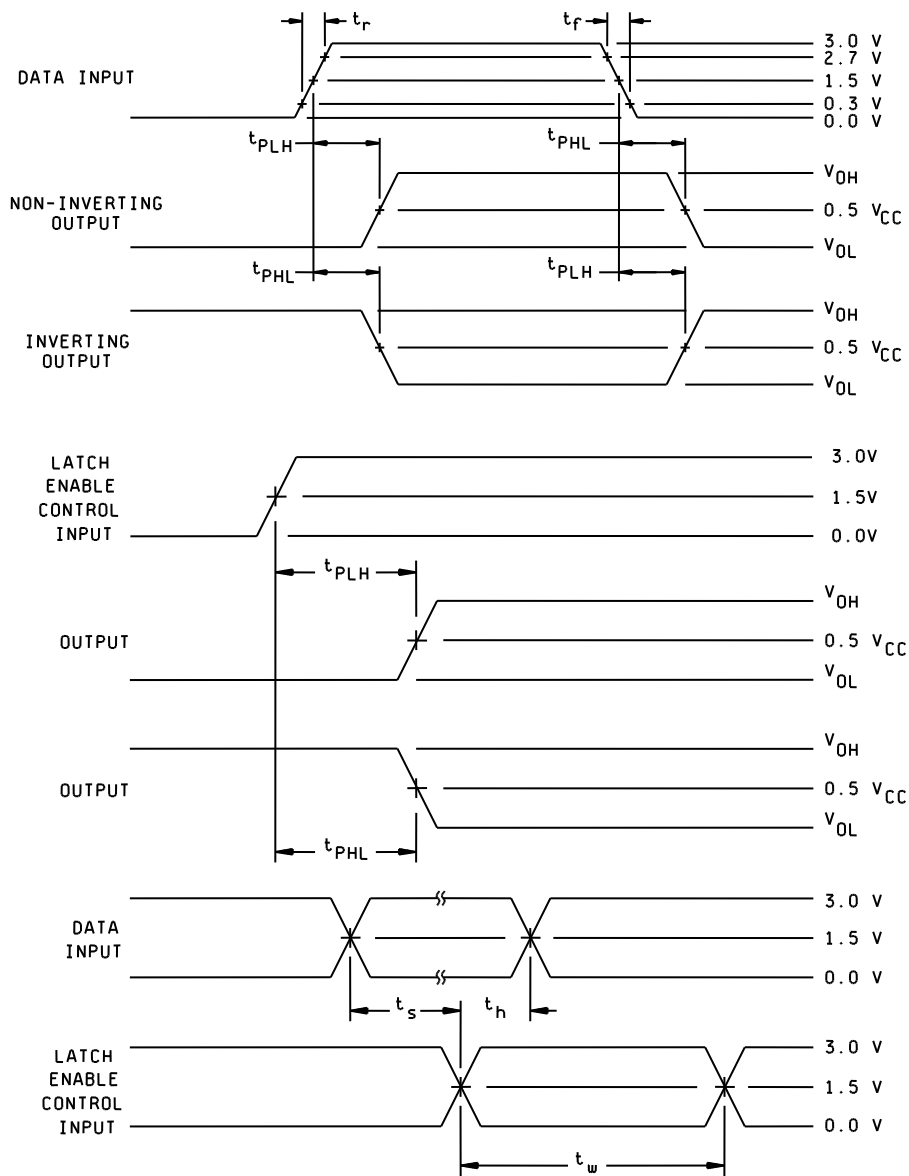 t_r t_f
3.0 V
2.7 V
DATA INPUT
1.5 V
0.3 V
0.0 V
t_PLH t_PHL
V_OH
NON-INVERTING
OUTPUT
0.5 V_CC
V_OL
t_PHL t_PLH
V_OH
INVERTING
OUTPUT
0.5 V_CC
V_OL
LATCH
ENABLE
CONTROL
INPUT
3.0V
1.5V
0.0V
t_PLH
V_OH
OUTPUT
0.5 V_CC
V_OL
V_OH
OUTPUT
0.5 V_CC
V_OL
t_PHL
3.0 V
DATA
INPUT
1.5 V
0.0 V
t_s t_h
LATCH
ENABLE
CONTROL
INPUT
3.0 V
1.5 V
0.0 V
t_w